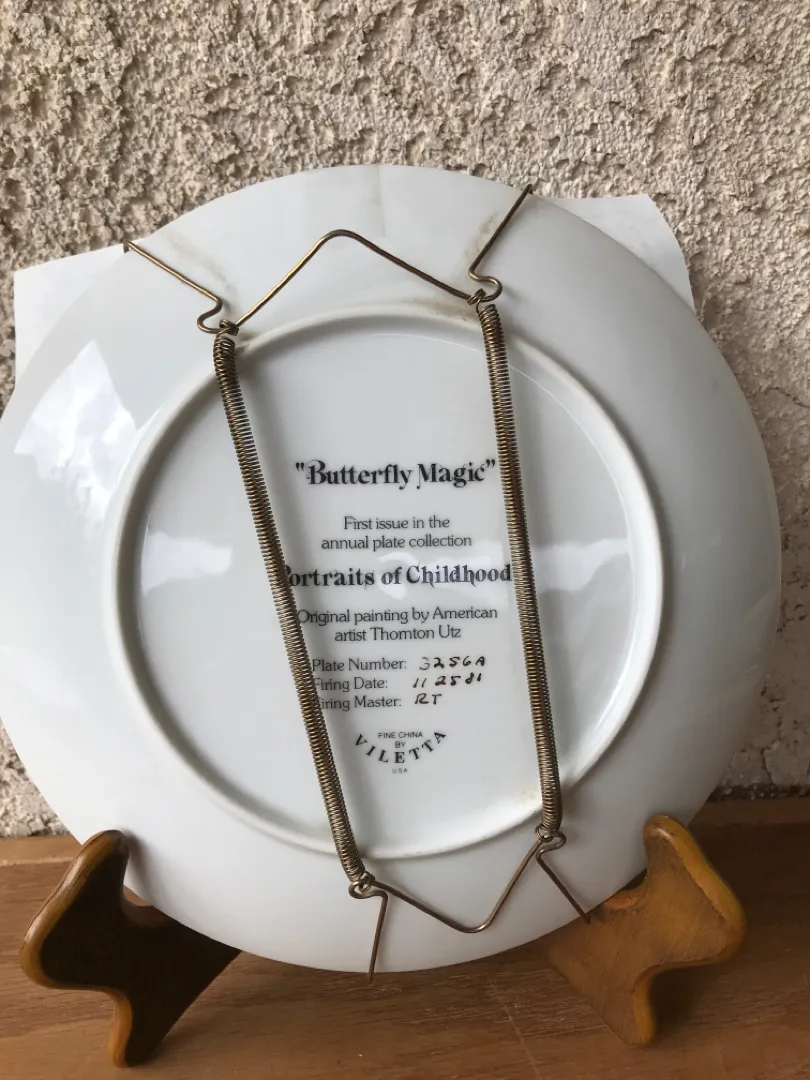 "Butterfly Magic"
First issue in the
annual plate collection
Portraits of Childhood
Original painting by American
artist Thornton Utz
Plate Number: 3256A
Firing Date: 11 25 81
Firing Master: RT
FINE CHINA
BY
VILETTA
USA